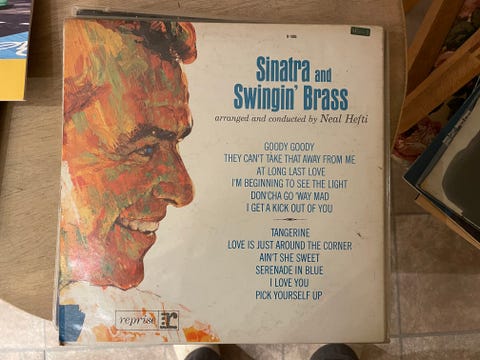 R-1005
Sinatra and
Swingin' Brass
arranged and conducted by Neal Hefti
GOODY GOODY
THEY CAN'T TAKE THAT AWAY FROM ME
AT LONG LAST LOVE
I'M BEGINNING TO SEE THE LIGHT
DON'CHA GO 'WAY MAD
I GET A KICK OUT OF YOU
TANGERINE
LOVE IS JUST AROUND THE CORNER
AIN'T SHE SWEET
SERENADE IN BLUE
I LOVE YOU
PICK YOURSELF UP
reprise r: